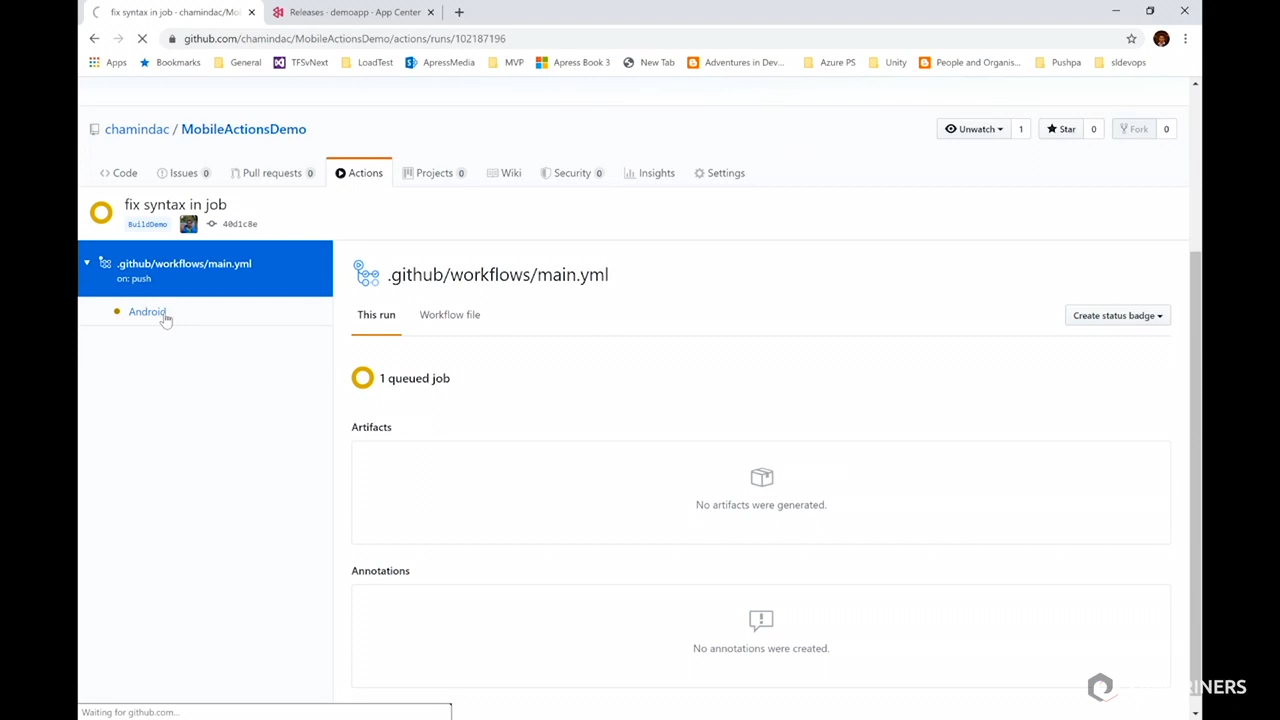 fix syntax in job - chamindac/Mo
Releases - demoapp - App Center
github.com/chamindac/MobileActionsDemo/actions/runs/102187196
Apps Bookmarks General TFSvNext LoadTest ApressMedia MVP Apress Book 3 New Tab Adventures in Dev... Azure PS Unity People and Organis... Pushpa sldevops
chamindac / MobileActionsDemo
Unwatch 1 Star 0 Fork 0
Code Issues 0 Pull requests 0 Actions Projects 0 Wiki Security 0 Insights Settings
fix syntax in job
BuildDemo 40d1c8e
.github/workflows/main.yml
on: push
Android
.github/workflows/main.yml
This run Workflow file Create status badge
1 queued job
Artifacts
No artifacts were generated.
Annotations
No annotations were created.
Waiting for github.com...